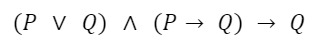 (P ∨ Q) ∧ (P → Q) → Q